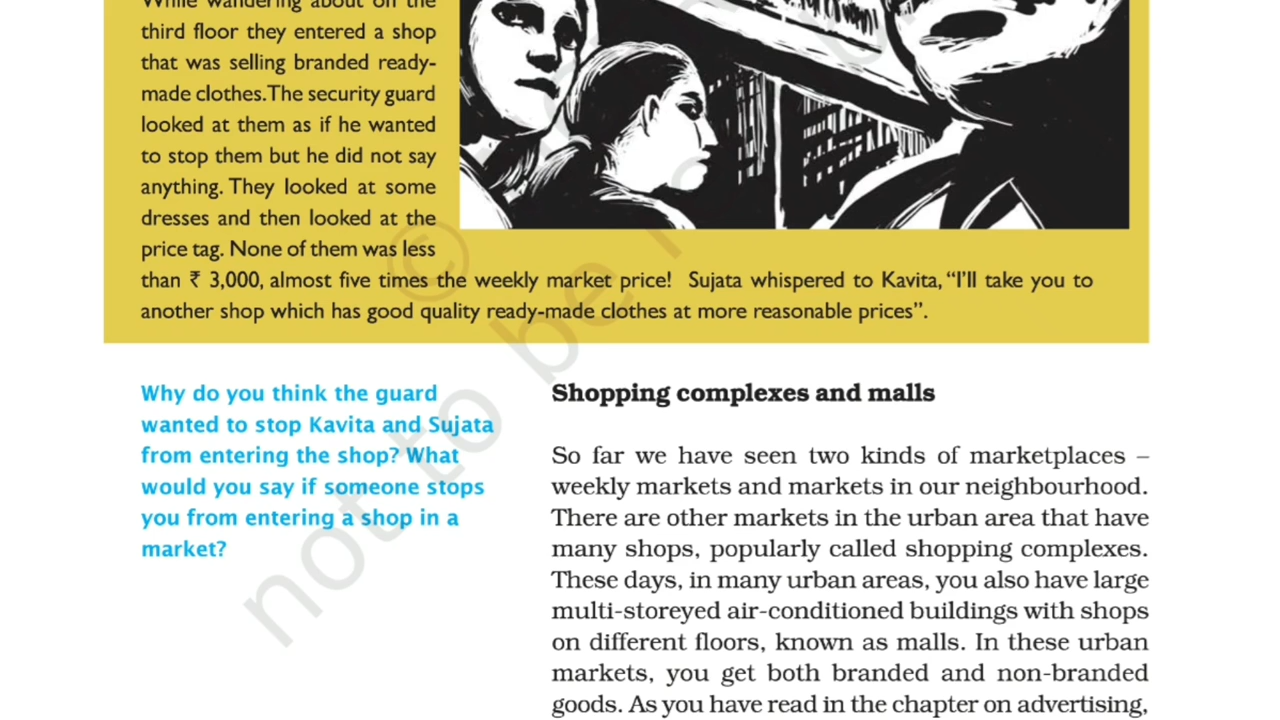 While wandering about on the
third floor they entered a shop
that was selling branded ready-
made clothes.The security guard
looked at them as if he wanted
to stop them but he did not say
anything. They looked at some
dresses and then looked at the
price tag. None of them was less
than ₹ 3,000, almost five times the weekly market price! Sujata whispered to Kavita, “I’ll take you to
another shop which has good quality ready-made clothes at more reasonable prices”.
Why do you think the guard
wanted to stop Kavita and Sujata
from entering the shop? What
would you say if someone stops
you from entering a shop in a
market?
Shopping complexes and malls
So far we have seen two kinds of marketplaces –
weekly markets and markets in our neighbourhood.
There are other markets in the urban area that have
many shops, popularly called shopping complexes.
These days, in many urban areas, you also have large
multi-storeyed air-conditioned buildings with shops
on different floors, known as malls. In these urban
markets, you get both branded and non-branded
goods. As you have read in the chapter on advertising,
© not to be